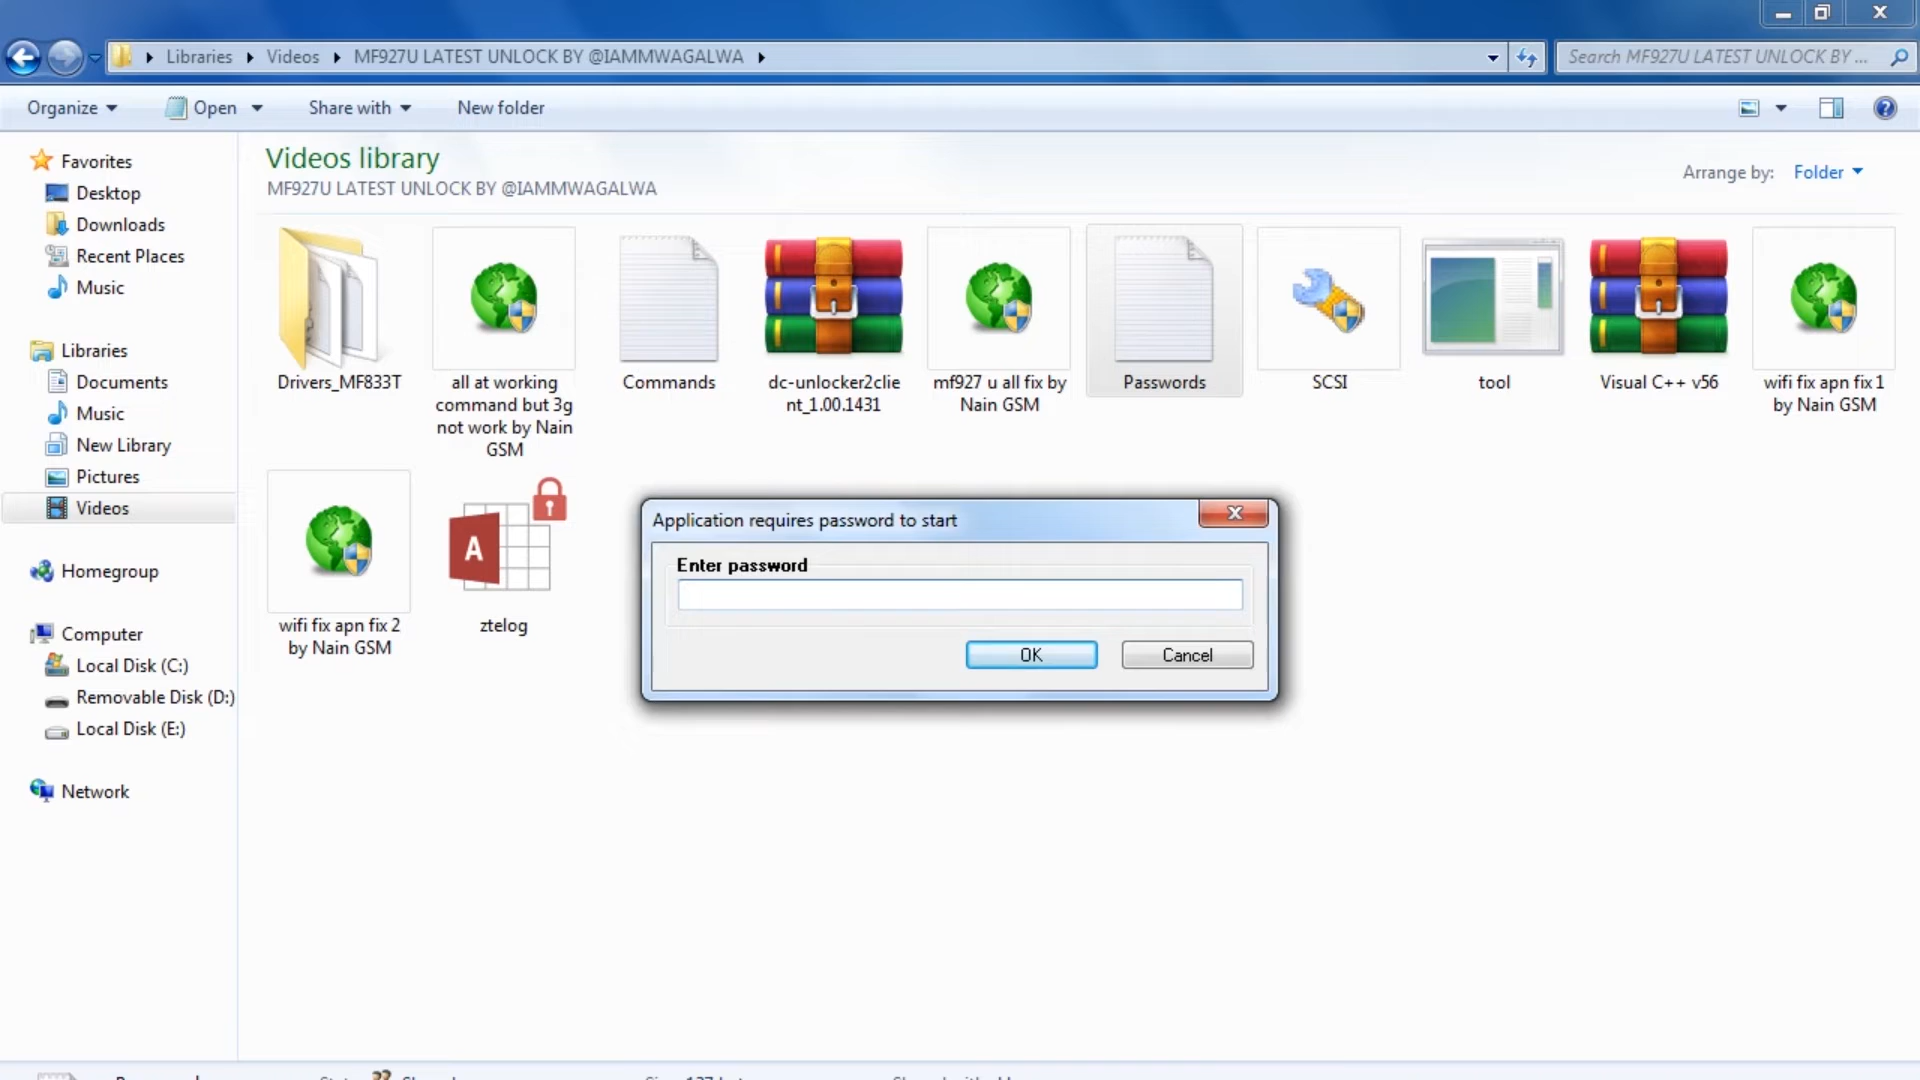 Libraries Videos MF927U LATEST UNLOCK BY @IAMMWAGALWA
Search MF927U LATEST UNLOCK BY ...
Organize Open Share with New folder
Favorites
Desktop
Downloads
Recent Places
Music
Libraries
Documents
Music
New Library
Pictures
Videos
Homegroup
Computer
Local Disk (C:)
Removable Disk (D:)
Local Disk (E:)
Network
Videos library
MF927U LATEST UNLOCK BY @IAMMWAGALWA
Arrange by: Folder
Drivers_MF833T
all at working
command but 3g
not work by Nain
GSM
Commands
dc-unlocker2clie
nt_1.00.1431
mf927 u all fix by
Nain GSM
Passwords
SCSI
tool
Visual C++ v56
wifi fix apn fix 1
by Nain GSM
wifi fix apn fix 2
by Nain GSM
A
ztelog
Application requires password to start
Enter password
OK
Cancel